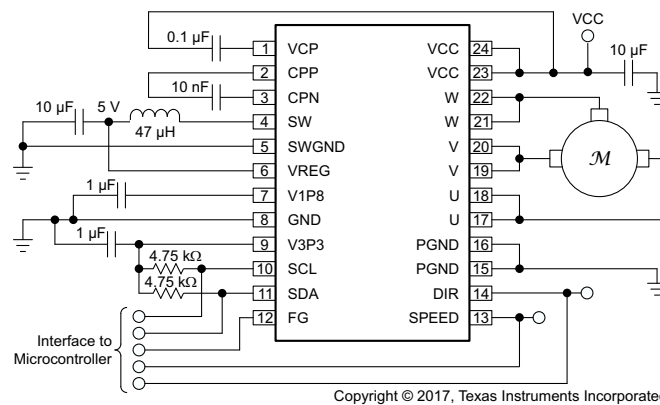 VCC
0.1 µF
10 µF
1 VCP
VCC 24
2 CPP
VCC 23
10 nF
3 CPN
W 22
10 µF
5 V
47 µH
4 SW
W 21
5 SWGND
V 20
6 VREG
V 19
M
1 µF
7 V1P8
U 18
8 GND
U 17
1 µF
9 V3P3
PGND 16
4.75 kΩ
10 SCL
PGND 15
4.75 kΩ
11 SDA
DIR 14
12 FG
SPEED 13
Interface to
Microcontroller
Copyright © 2017, Texas Instruments Incorporate